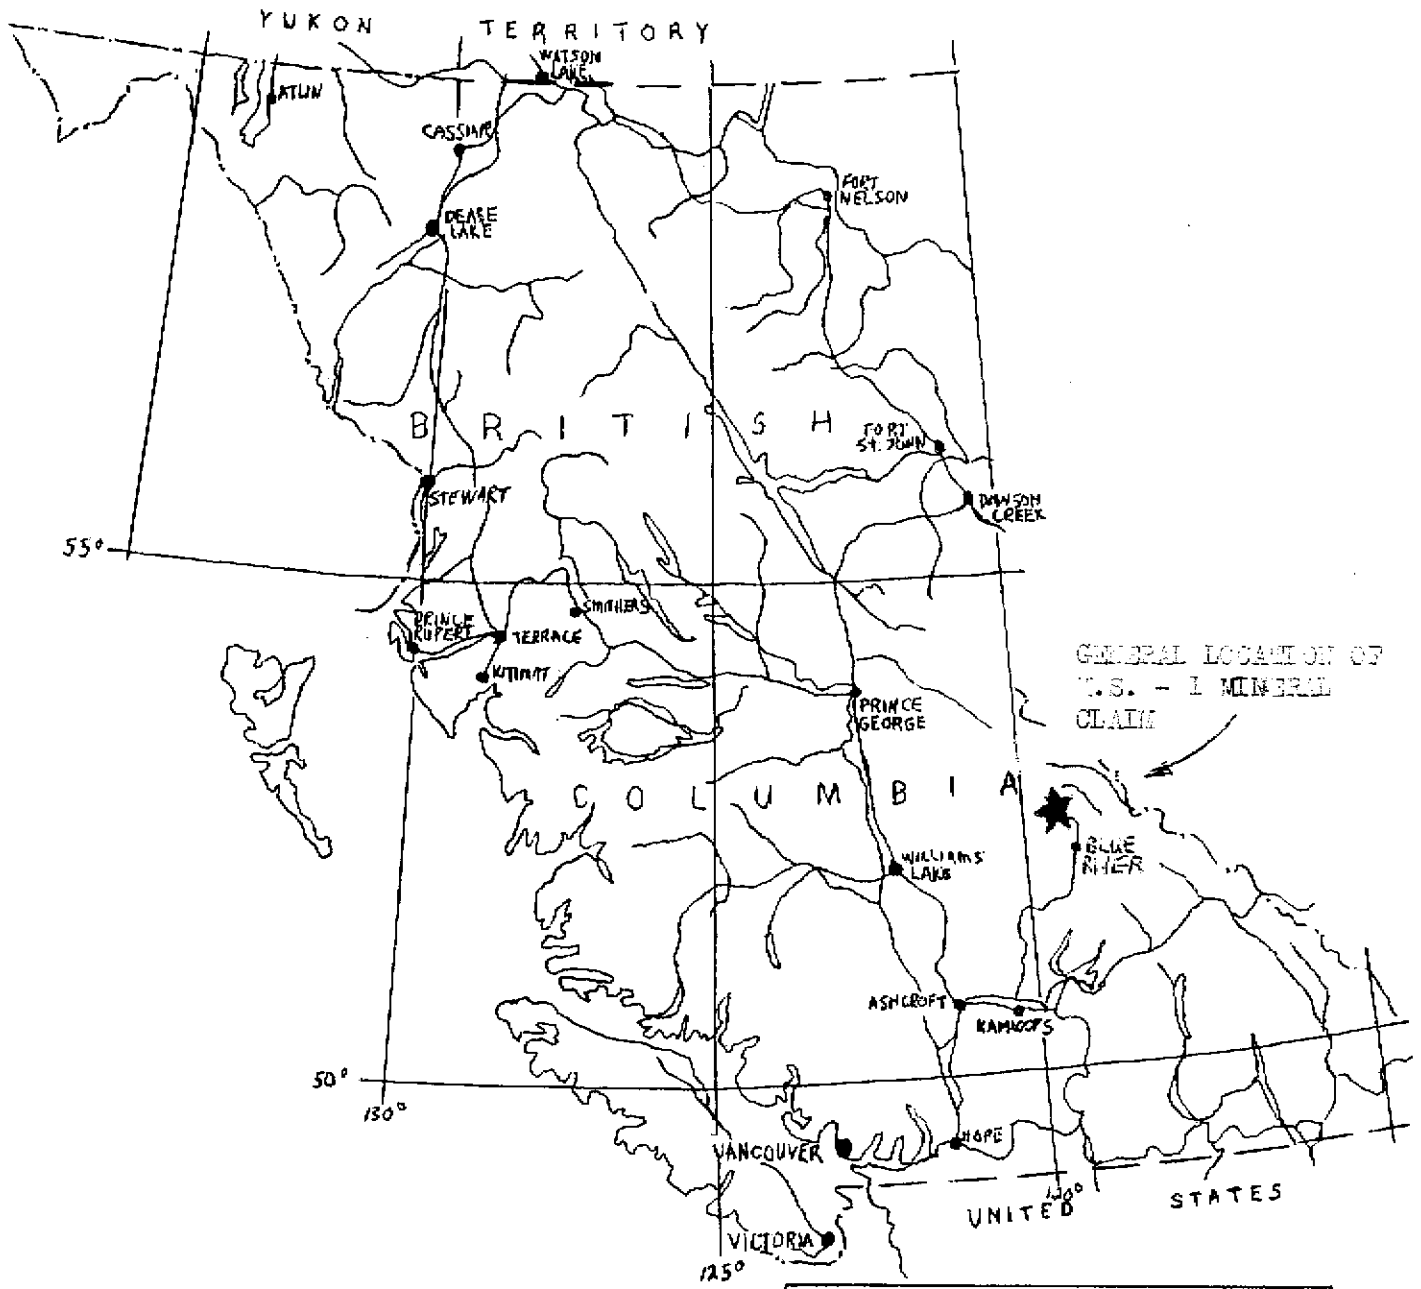 YUKON TERRITORY
WATSON
LAKE
ATLIN
CASSIAR
DEASE
LAKE
FORT
NELSON
BRITISH
FORT
St. JOHN
STEWART
DAWSON
CREEK
55°
SMITHERS
PRINCE
RUPERT
TERRACE
KITIMAT
GENERAL LOCATION OF
- 1 MINERAL
CLAIM
PRINCE
GEORGE
COLUMBIA
BLUE
RIVER
WILLIAMS
LAKE
ASHCROFT
KAMLOOPS
50°
130°
HOPE
VANCOUVER
120°
UNITED STATES
VICTORIA
125°